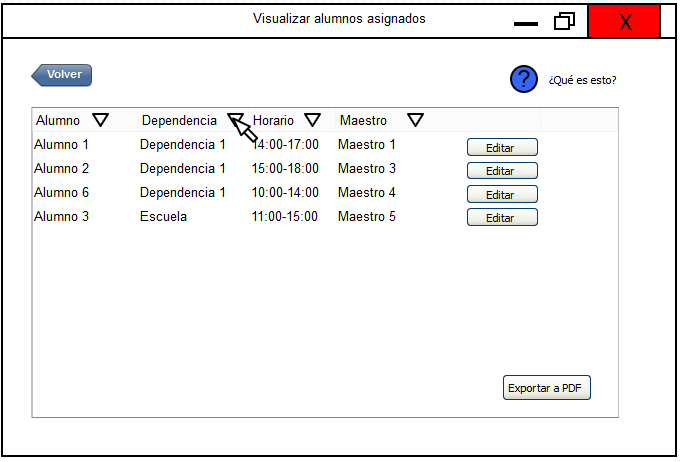 Visualizar alumnos asignados
X
Volver
? ¿Qué es esto?
Alumno Dependencia Horario Maestro
Alumno 1 Dependencia 1 14:00-17:00 Maestro 1 Editar
Alumno 2 Dependencia 1 15:00-18:00 Maestro 3 Editar
Alumno 6 Dependencia 1 10:00-14:00 Maestro 4 Editar
Alumno 3 Escuela 11:00-15:00 Maestro 5 Editar
Exportar a PDF